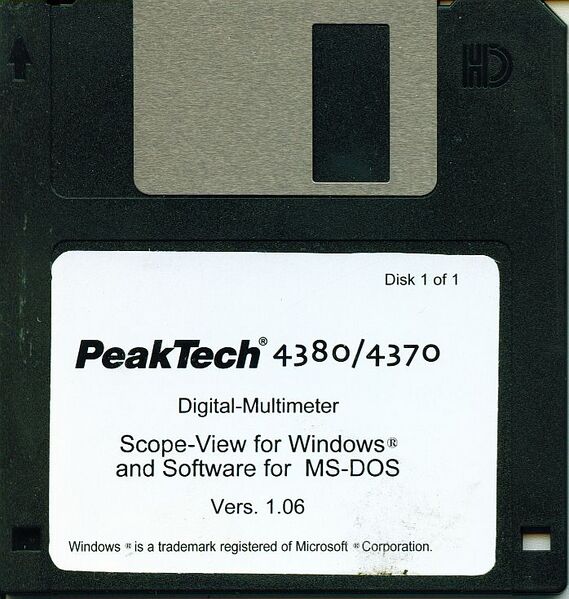 HD
Disk 1 of 1
PeakTech® 4380/4370
Digital-Multimeter
Scope-View for Windows®
and Software for MS-DOS
Vers. 1.06
Windows ® is a trademark registered of Microsoft ® Corporation.